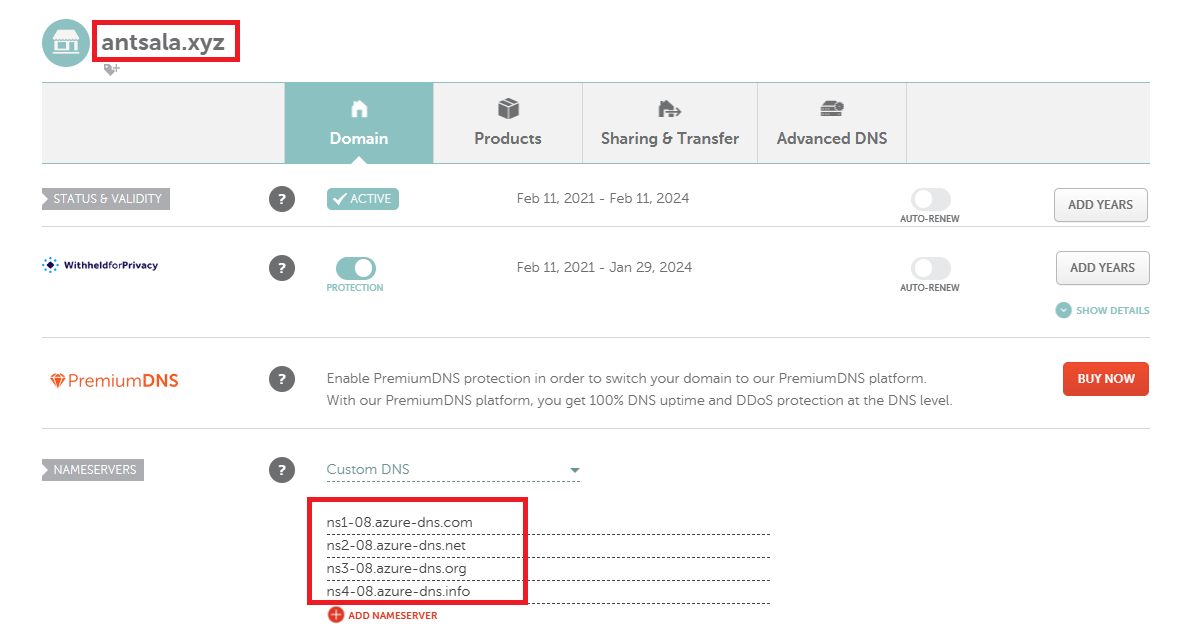 antsala.xyz
Domain
Products
Sharing & Transfer
Advanced DNS
STATUS & VALIDITY
?
ACTIVE
Feb 11, 2021 - Feb 11, 2024
AUTO-RENEW
ADD YEARS
WithheldforPrivacy
?
PROTECTION
Feb 11, 2021 - Jan 29, 2024
AUTO-RENEW
ADD YEARS
SHOW DETAILS
PremiumDNS
?
Enable PremiumDNS protection in order to switch your domain to our PremiumDNS platform.
With our PremiumDNS platform, you get 100% DNS uptime and DDoS protection at the DNS level.
BUY NOW
NAMESERVERS
?
Custom DNS
ns1-08.azure-dns.com
ns2-08.azure-dns.net
ns3-08.azure-dns.org
ns4-08.azure-dns.info
ADD NAMESERVER